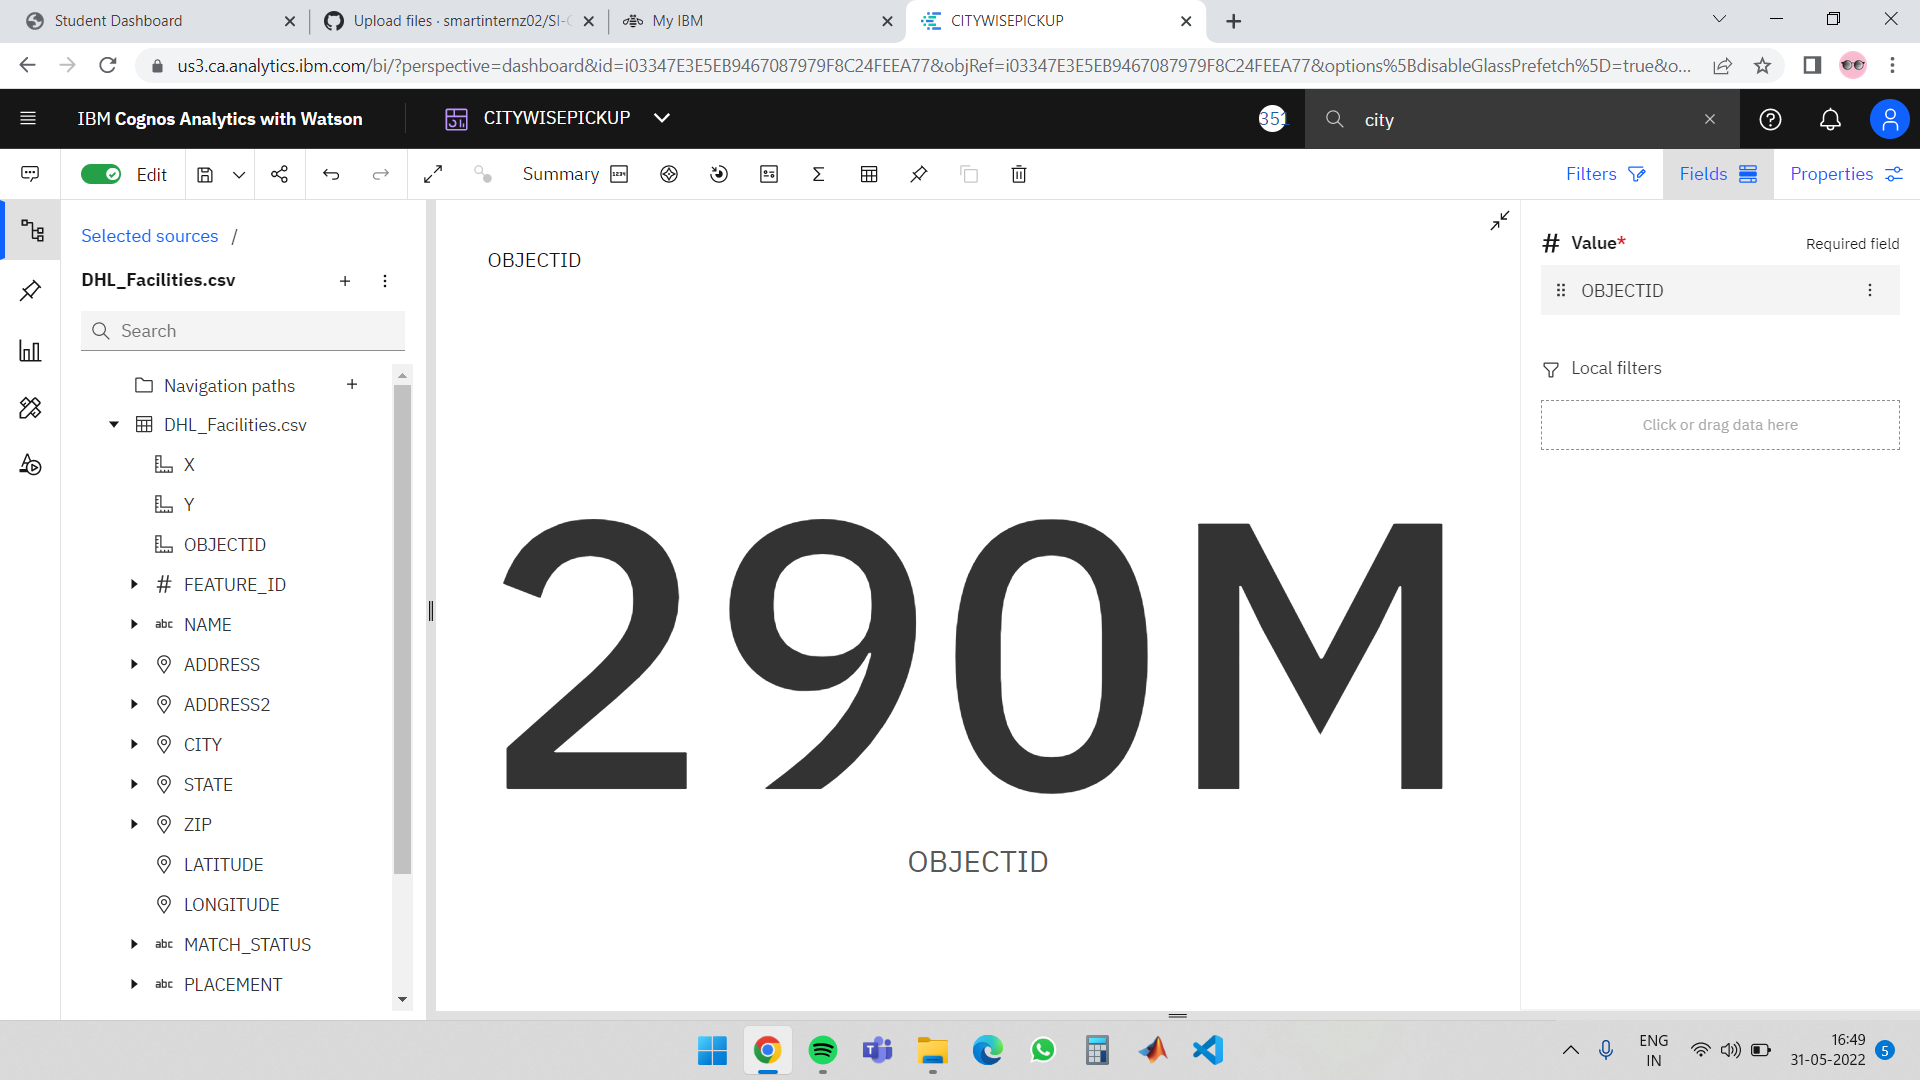 Student Dashboard
Upload files · smartinternz02/SI-G
My IBM
CITYWISEPICKUP
us3.ca.analytics.ibm.com/bi/?perspective=dashboard&id=i03347E3E5EB9467087979F8C24FEEA77&objRef=i03347E3E5EB9467087979F8C24FEEA77&options%5BdisableGlassPrefetch%5D=true&o...
IBM Cognos Analytics with Watson
CITYWISEPICKUP
351
city
Edit
Summary
Filters
Fields
Properties
Selected sources /
DHL_Facilities.csv
Search
Navigation paths
DHL_Facilities.csv
X
Y
OBJECTID
# FEATURE_ID
abc NAME
ADDRESS
ADDRESS2
CITY
STATE
ZIP
LATITUDE
LONGITUDE
abc MATCH_STATUS
abc PLACEMENT
OBJECTID
290M
OBJECTID
# Value* Required field
OBJECTID
Local filters
Click or drag data here
ENG
IN
16:49
31-05-2022
5